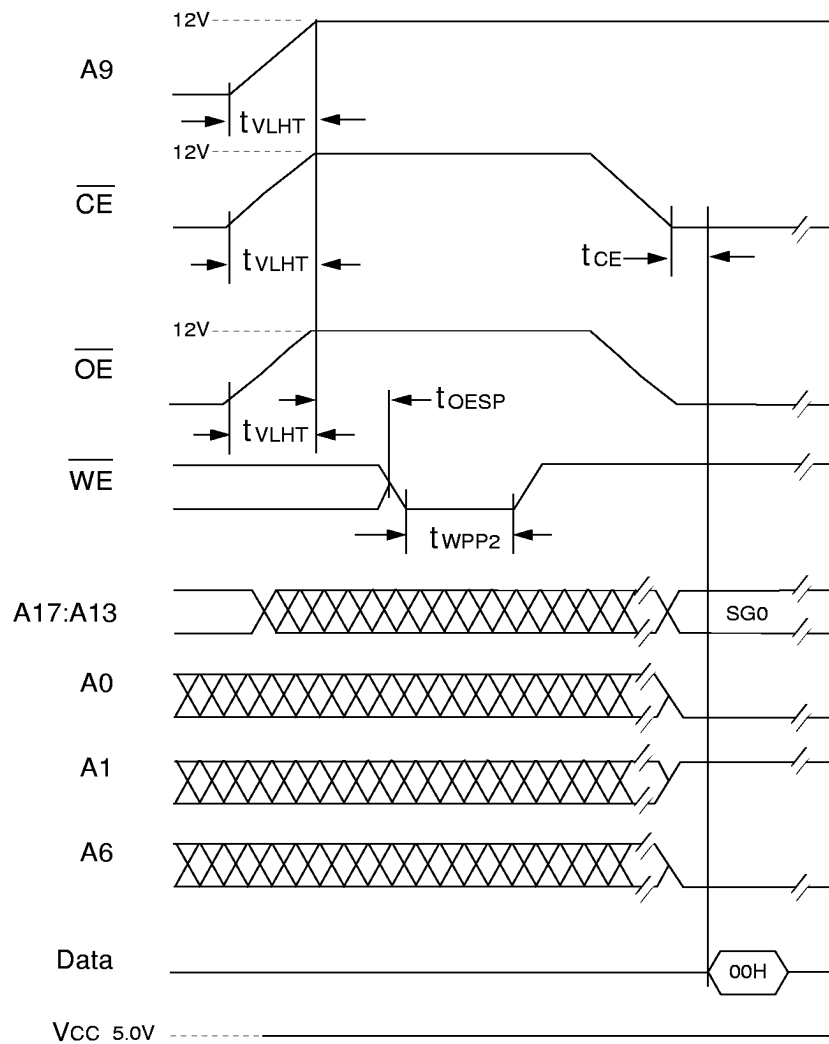 12V
A9
tVLHT
12V
CE
tVLHT
tCE
12V
OE
tOESP
tVLHT
WE
tWPP2
A17:A13
SG0
A0
A1
A6
Data
00H
VCC 5.0V